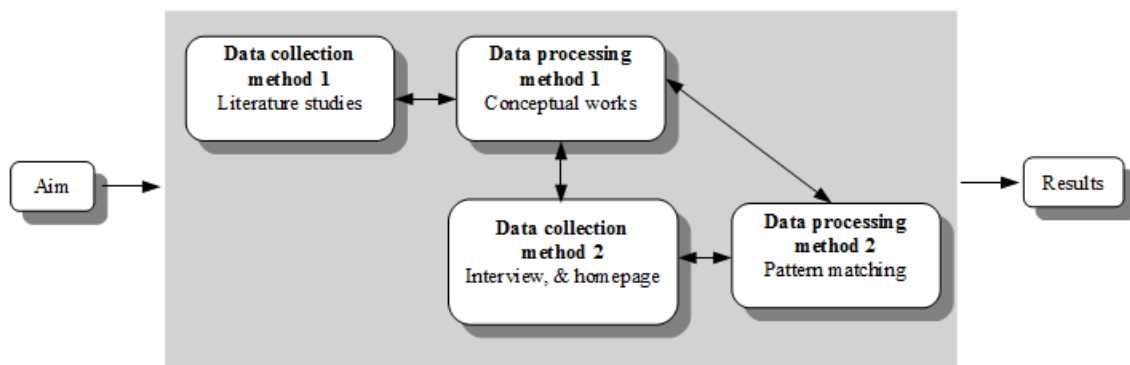 Data collection
method 1
Literature studies
Data processing
method 1
Conceptual works
Aim
Data collection
method 2
Interview, & homepage
Data processing
method 2
Pattern matching
Results